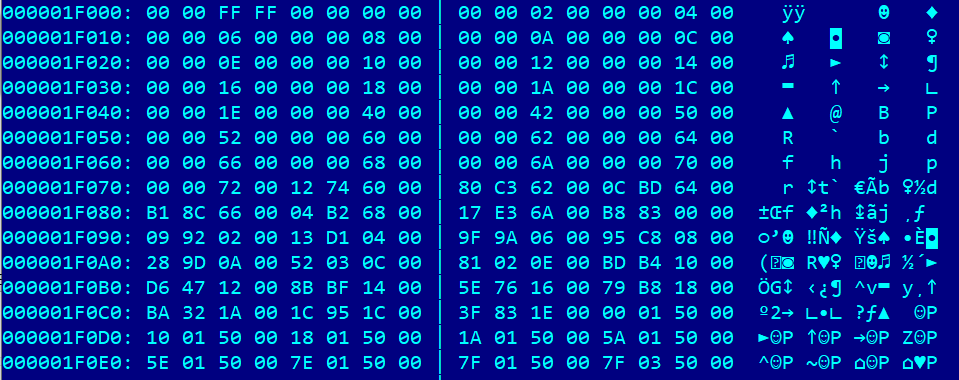 000001F000: 00 00 FF FF 00 00 00 00 | 00 00 02 00 00 00 04 00 ÿÿ ☻ ♦
000001F010: 00 00 06 00 00 00 08 00 | 00 00 0A 00 00 00 0C 00 ♠ ◘ ◙ ♀
000001F020: 00 00 0E 00 00 00 10 00 | 00 00 12 00 00 00 14 00 ♬ ► ↕ ¶
000001F030: 00 00 16 00 00 00 18 00 | 00 00 1A 00 00 00 1C 00 ▬ ↑ → ∟
000001F040: 00 00 1E 00 00 00 40 00 | 00 00 42 00 00 00 50 00 ▲ @ B P
000001F050: 00 00 52 00 00 00 60 00 | 00 00 62 00 00 00 64 00 R ` b d
000001F060: 00 00 66 00 00 00 68 00 | 00 00 6A 00 00 00 70 00 f h j p
000001F070: 00 00 72 00 12 74 60 00 | 80 C3 62 00 0C BD 64 00 r ↕t` €Ãb ♀½d
000001F080: B1 8C 66 00 04 B2 68 00 | 17 E3 6A 00 B8 83 00 00 ±Œf ♦²h ↨ãj ¸ƒ
000001F090: 09 92 02 00 13 D1 04 00 | 9F 9A 06 00 95 C8 08 00 ○’☻ ‼Ñ♦ Ÿš♠ •È◘
000001F0A0: 28 9D 0A 00 52 03 0C 00 | 81 02 0E 00 BD B4 10 00 (⍰◙ R♥♀ ⍰☻♬ ½´►
000001F0B0: D6 47 12 00 8B BF 14 00 | 5E 76 16 00 79 B8 18 00 ÖG↕ ‹¿¶ ^v▬ y¸↑
000001F0C0: BA 32 1A 00 1C 95 1C 00 | 3F 83 1E 00 00 01 50 00 º2→ ∟•∟ ?ƒ▲ ☺P
000001F0D0: 10 01 50 00 18 01 50 00 | 1A 01 50 00 5A 01 50 00 ►☺P ↑☺P →☺P Z☺P
000001F0E0: 5E 01 50 00 7E 01 50 00 | 7F 01 50 00 7F 03 50 00 ^☺P ~☺P ⌂☺P ⌂♥P